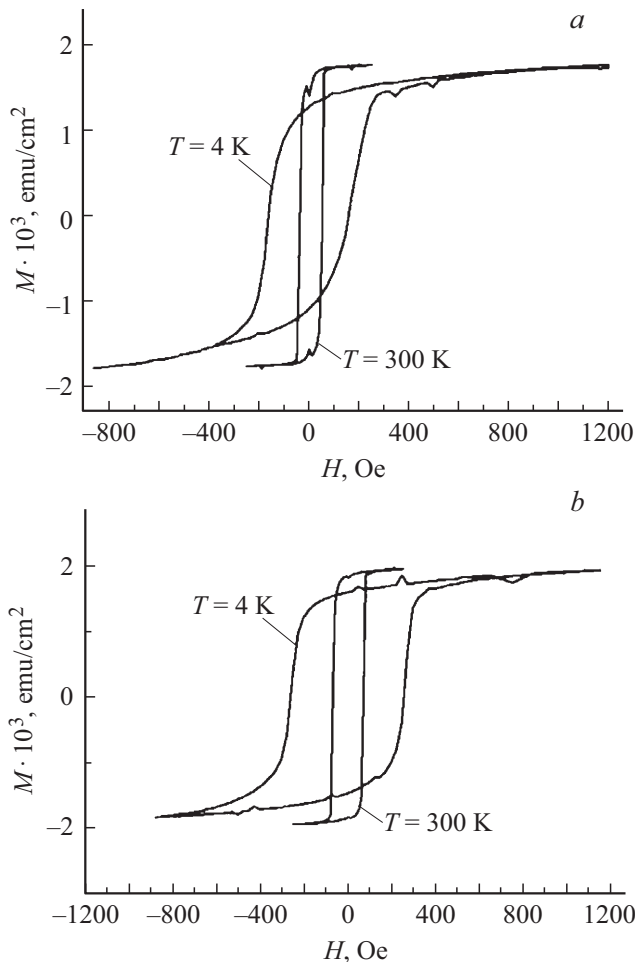 a
2
1
0
–1
–2
M · 10³, emu/cm²
T = 4 K
T = 300 K
–800 –400 0 400 800 1200
H, Oe
b
2
0
–2
M · 10³, emu/cm²
T = 4 K
T = 300 K
–1200 –800 –400 0 400 800 1200
H, Oe